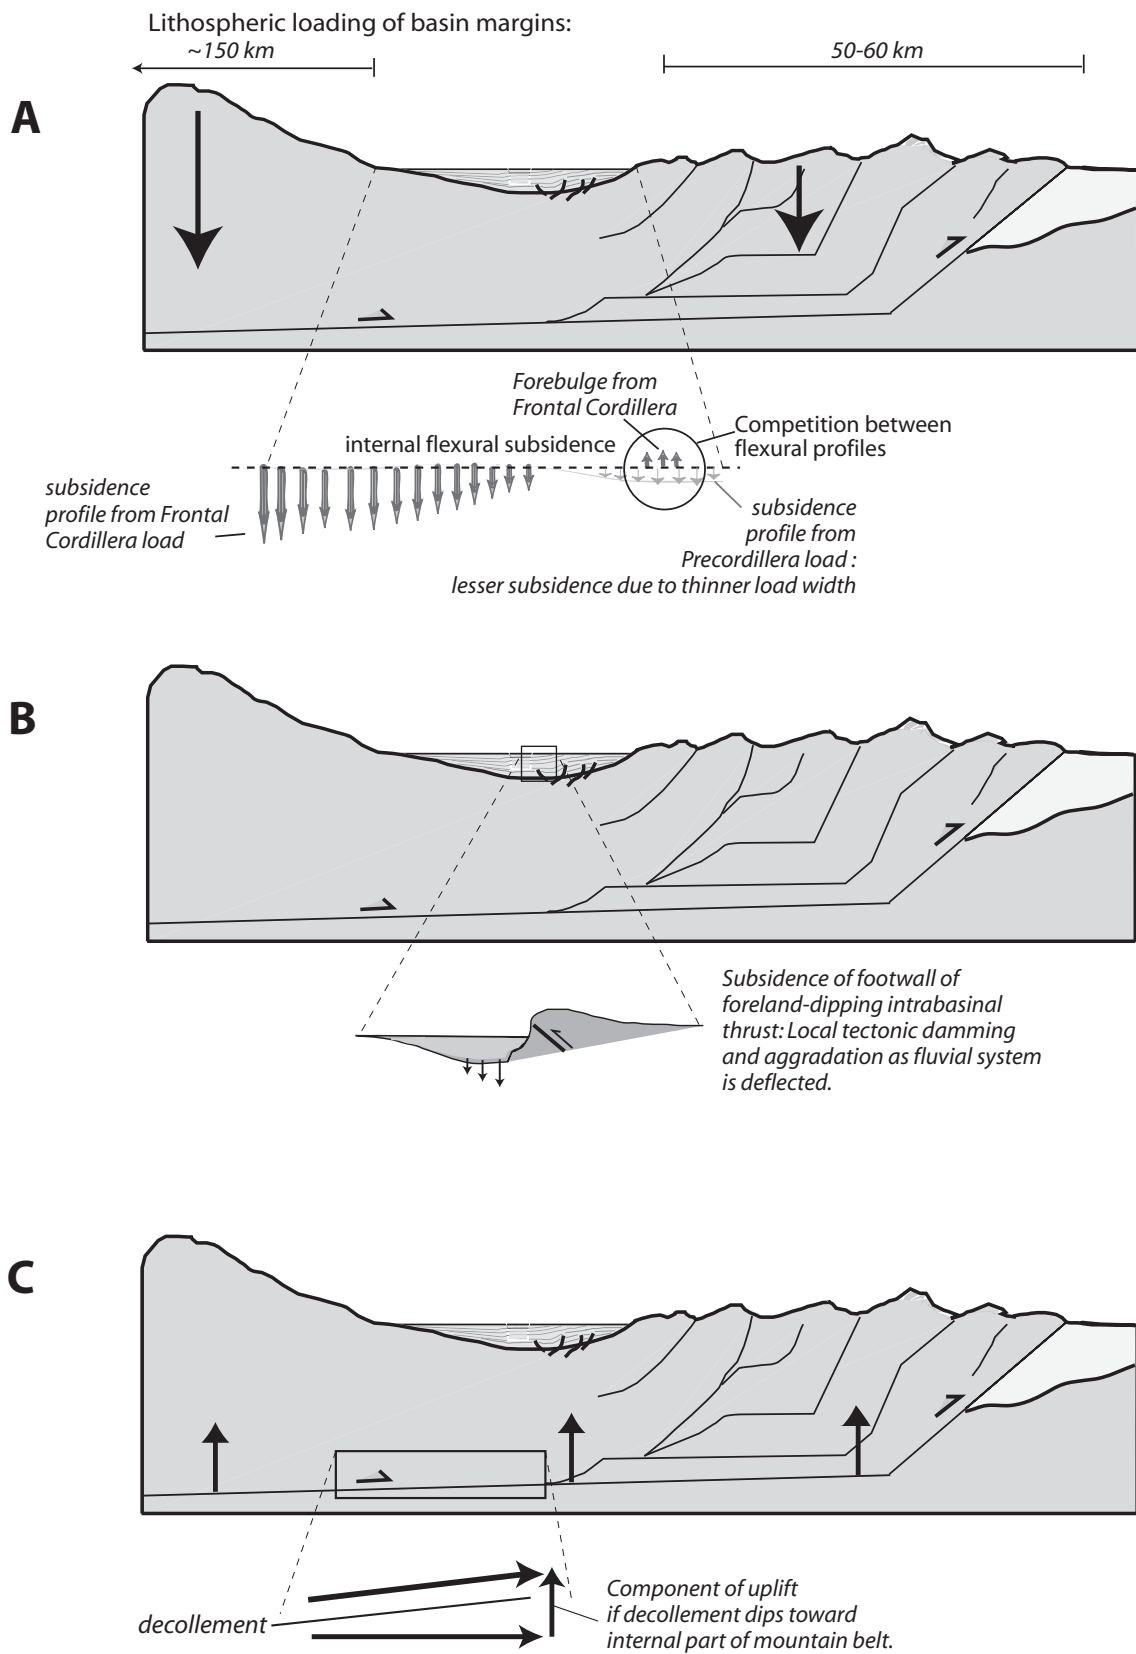 Lithospheric loading of basin margins:
~150 km
50-60 km
A
Forebulge from
Frontal Cordillera
Competition between
flexural profiles
internal flexural subsidence
subsidence
profile from Frontal
Cordillera load
subsidence
profile from
Precordillera load :
lesser subsidence due to thinner load width
B
Subsidence of footwall of
foreland-dipping intrabasinal
thrust: Local tectonic damming
and aggradation as fluvial system
is deflected.
C
decollement
Component of uplift
if decollement dips toward
internal part of mountain belt.